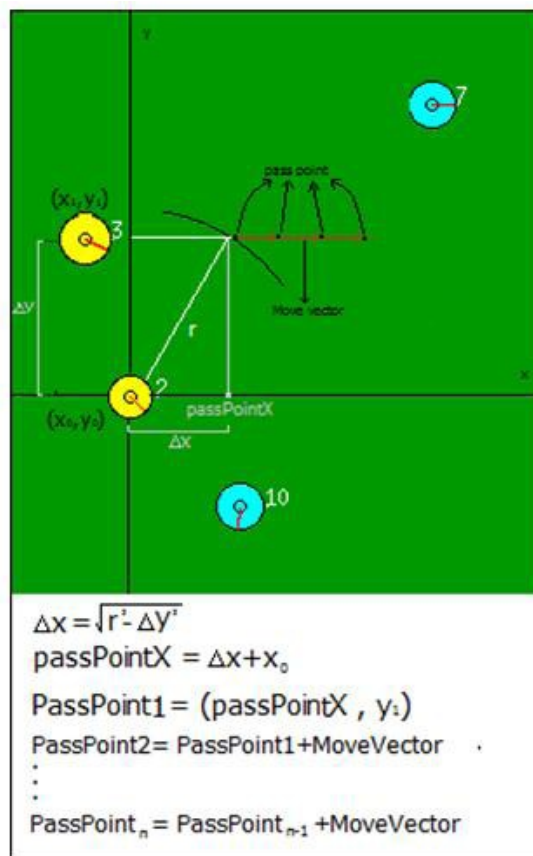 y
7
pass point
(x₁,y₁)
3
Δy
Move vector
r
x
2
passPointX
(x₀,y₀)
Δx
10
Δx = √r²- Δy²
passPointX = Δx+x₀
PassPoint1= (passPointX , y₁)
PassPoint2= PassPoint1+MoveVector
⋮
PassPointₙ= PassPointₙ₋₁+MoveVector